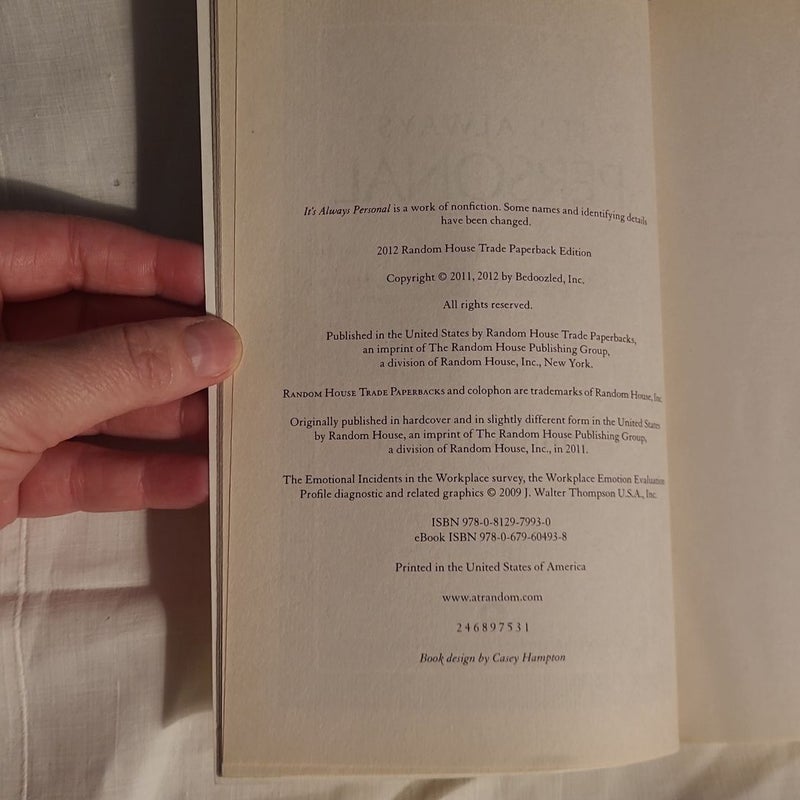 It's Always Personal is a work of nonfiction. Some names and identifying details
have been changed.
2012 Random House Trade Paperback Edition
Copyright © 2011, 2012 by Bedoozled, Inc.
All rights reserved.
Published in the United States by Random House Trade Paperbacks,
an imprint of The Random House Publishing Group,
a division of Random House, Inc., New York.
RANDOM HOUSE TRADE PAPERBACKS and colophon are trademarks of Random House, Inc.
Originally published in hardcover and in slightly different form in the United States
by Random House, an imprint of The Random House Publishing Group,
a division of Random House, Inc., in 2011.
The Emotional Incidents in the Workplace survey, the Workplace Emotion Evaluation
Profile diagnostic and related graphics © 2009 J. Walter Thompson U.S.A., Inc.
ISBN 978-0-8129-7993-0
eBook ISBN 978-0-679-60493-8
Printed in the United States of America
www.atrandom.com
2 4 6 8 9 7 5 3 1
Book design by Casey Hampton